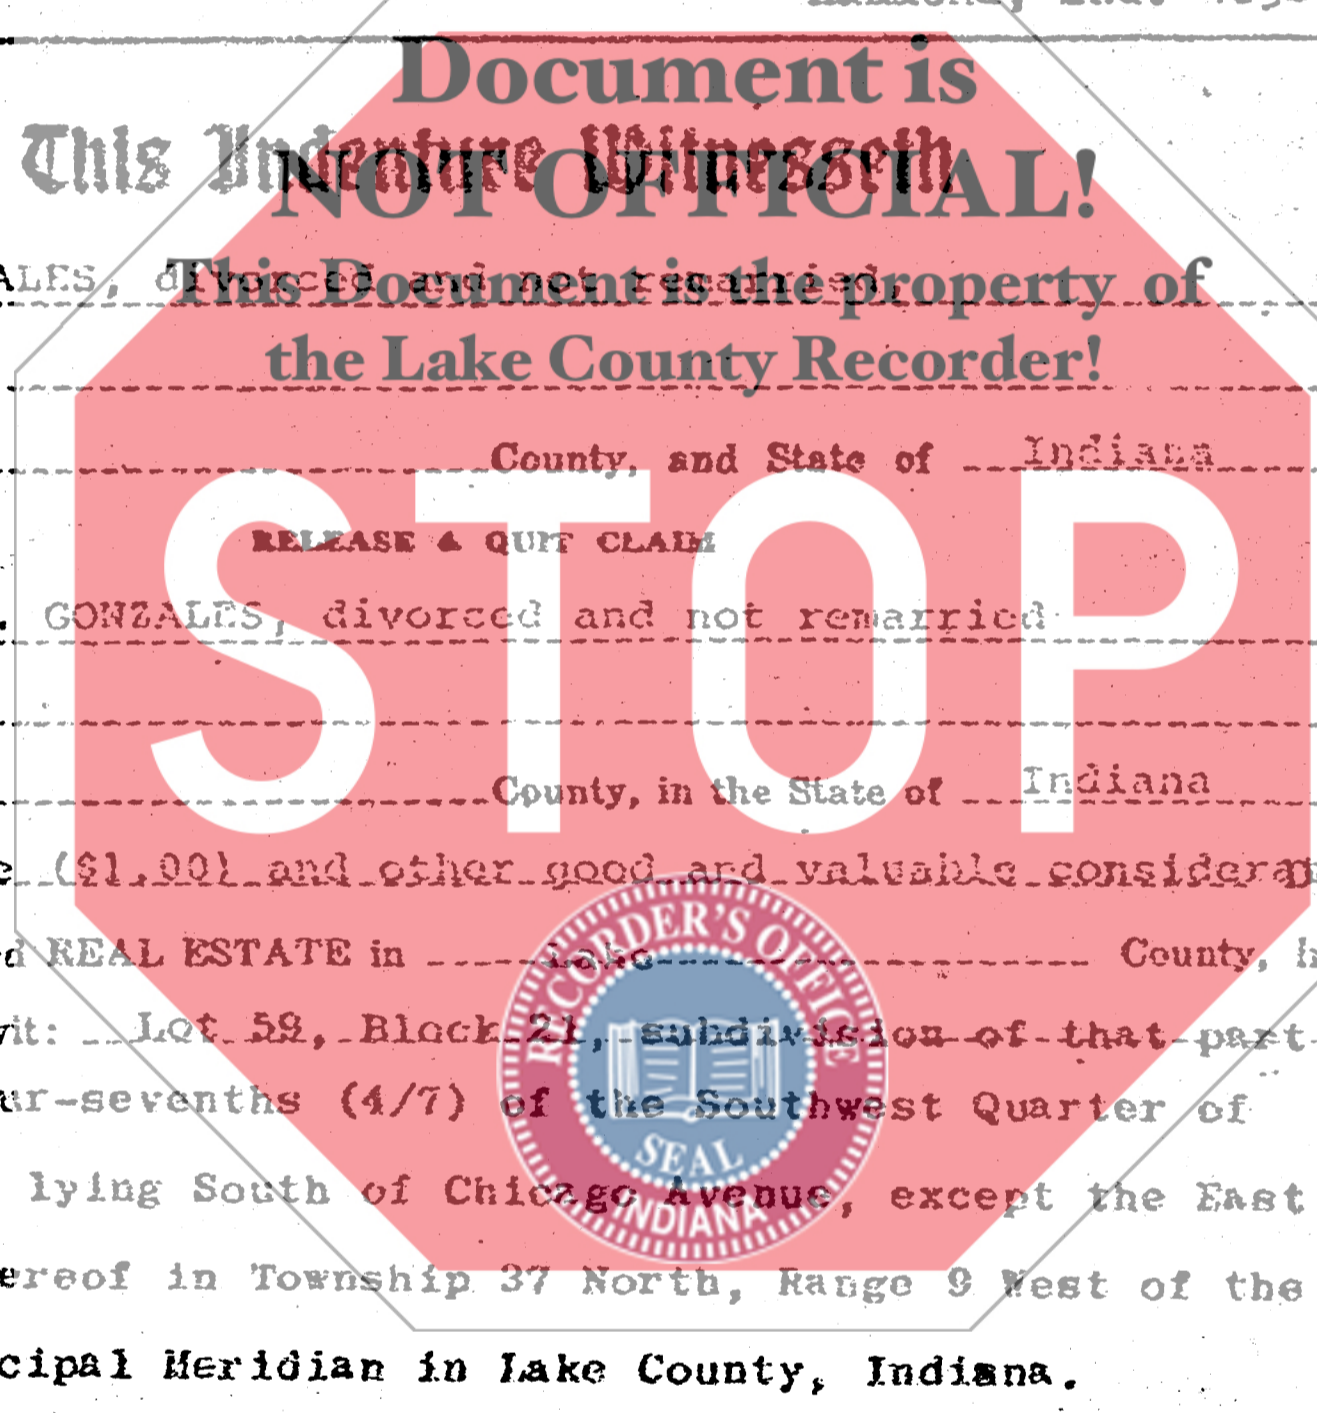 Document is
This Indenture Witnesseth
NOT OFFICIAL!
ALES, divorced and not remarried,
This Document is the property of
the Lake County Recorder!
County, and State of Indiana
STOP
RELEASE & QUIT CLAIM
GONZALES, divorced and not remarried
County, in the State of Indiana
($1.00) and other good and valuable considera
REAL ESTATE in Lake County,
RECORDER'S OFFICE
wit: Lot 59, Block 21, subdivision of that part
ur-sevenths (4/7) of the Southwest Quarter of
SEAL
lying South of Chicago Avenue, except the East
INDIANA
ereof in Township 37 North, Range 9 West of the
cipal Meridian in Lake County, Indiana.